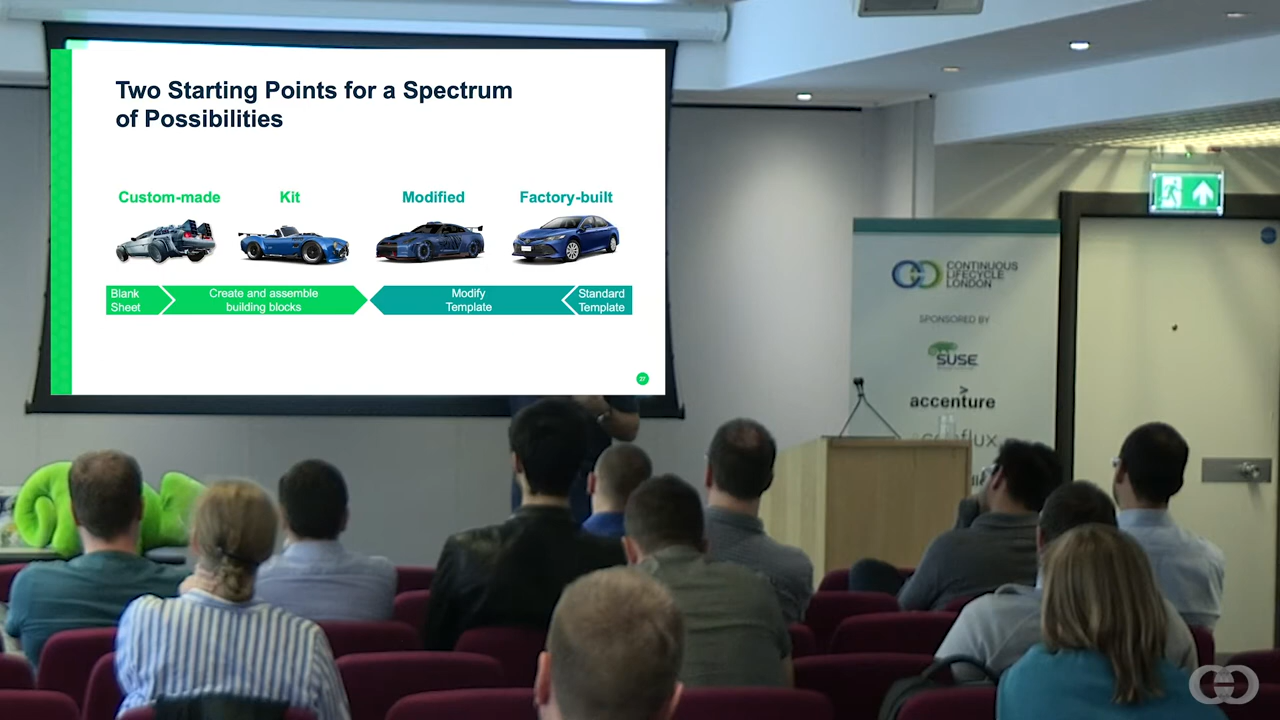 Two Starting Points for a Spectrum
of Possibilities
Custom-made Kit Modified Factory-built
Blank
Sheet
Create and assemble
building blocks
Modify
Template
Standard
Template
37
CONTINUOUS
LIFECYCLE
LONDON
SPONSORED BY
SUSE
accenture